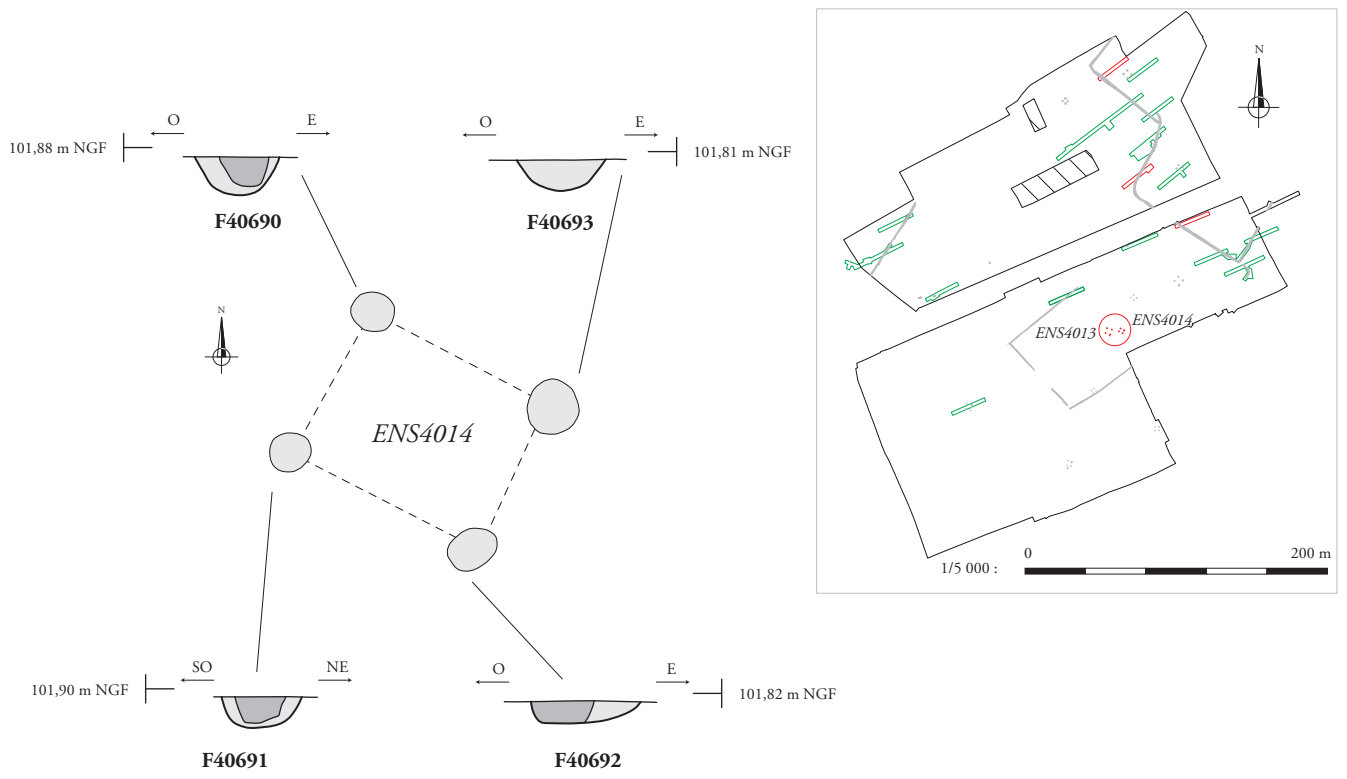 O E
101,88 m NGF
F40690
O E
101,81 m NGF
F40693
N
ENS4014
SO NE
101,90 m NGF
F40691
O E
101,82 m NGF
F40692
N
ENS4013
ENS4014
0 200 m
1/5 000 :